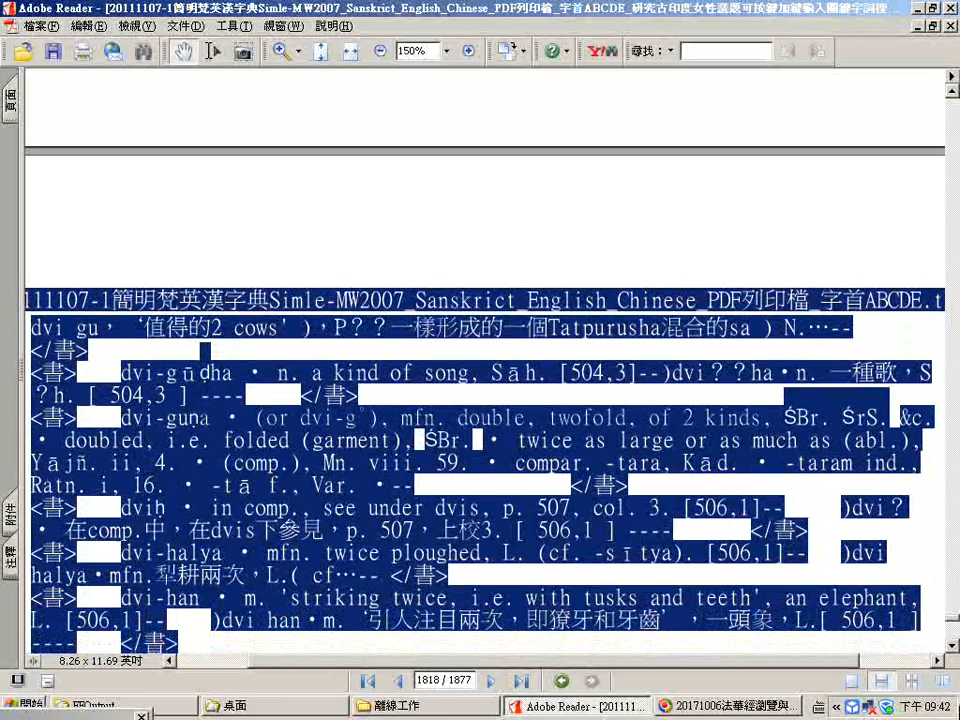 Adobe Reader - [20111107-1簡明梵英漢字典Simle-MW2007_Sanskrict_English_Chinese_PDF列印檔_字首ABCDE_研究古印度女性議題可按鍵加鍵輸入關鍵字詞搜
檔案(F) 編輯(E) 檢視(V) 文件(D) 工具(T) 視窗(W) 說明(H)
150% Y! 尋找：
頁面
111107-1簡明梵英漢字典Simle-MW2007_Sanskrict_English_Chinese_PDF列印檔_字首ABCDE.t
dvi gu，‘值得的2 cows' )，P？？一樣形成的一個Tatpurusha混合的sa ) N.…--
</書>
<書> dvi-gūḍha • n. a kind of song, Sāh. [504,3]--)dvi？？ha•n. 一種歌，S
？h. [ 504,3 ] ---- </書>
<書> dvi-guṇa • (or dvi-g°), mfn. double, twofold, of 2 kinds, ŚBr. ŚrS. &c.
• doubled, i.e. folded (garment), ŚBr. • twice as large or as much as (abl.),
Yājñ. ii, 4. • (comp.), Mn. viii. 59. • compar. -tara, Kād. • -taram ind.,
Ratn. i, 16. • -tā f., Var. •-- </書>
<書> dviḥ • in comp., see under dvis, p. 507, col. 3. [506,1]-- )dvi？
• 在comp.中，在dvis下參見，p. 507，上校3. [ 506,1 ] ---- </書>
<書> dvi-halya • mfn. twice ploughed, L. (cf. -sītya). [506,1]-- )dvi
halya•mfn.犁耕兩次，L.( cf…-- </書>
<書> dvi-han • m. 'striking twice, i.e. with tusks and teeth', an elephant,
L. [506,1]-- )dvi han•m.‘引人注目兩次，即獠牙和牙齒’，一頭象，L.[ 506,1 ]
---- </書>
附件
注釋
8.26 x 11.69 英吋
1818 / 1877
開始 FFOutput 桌面 離線工作 Adobe Reader - [201111... 20171006法華經瀏覽與... 下午 09:42